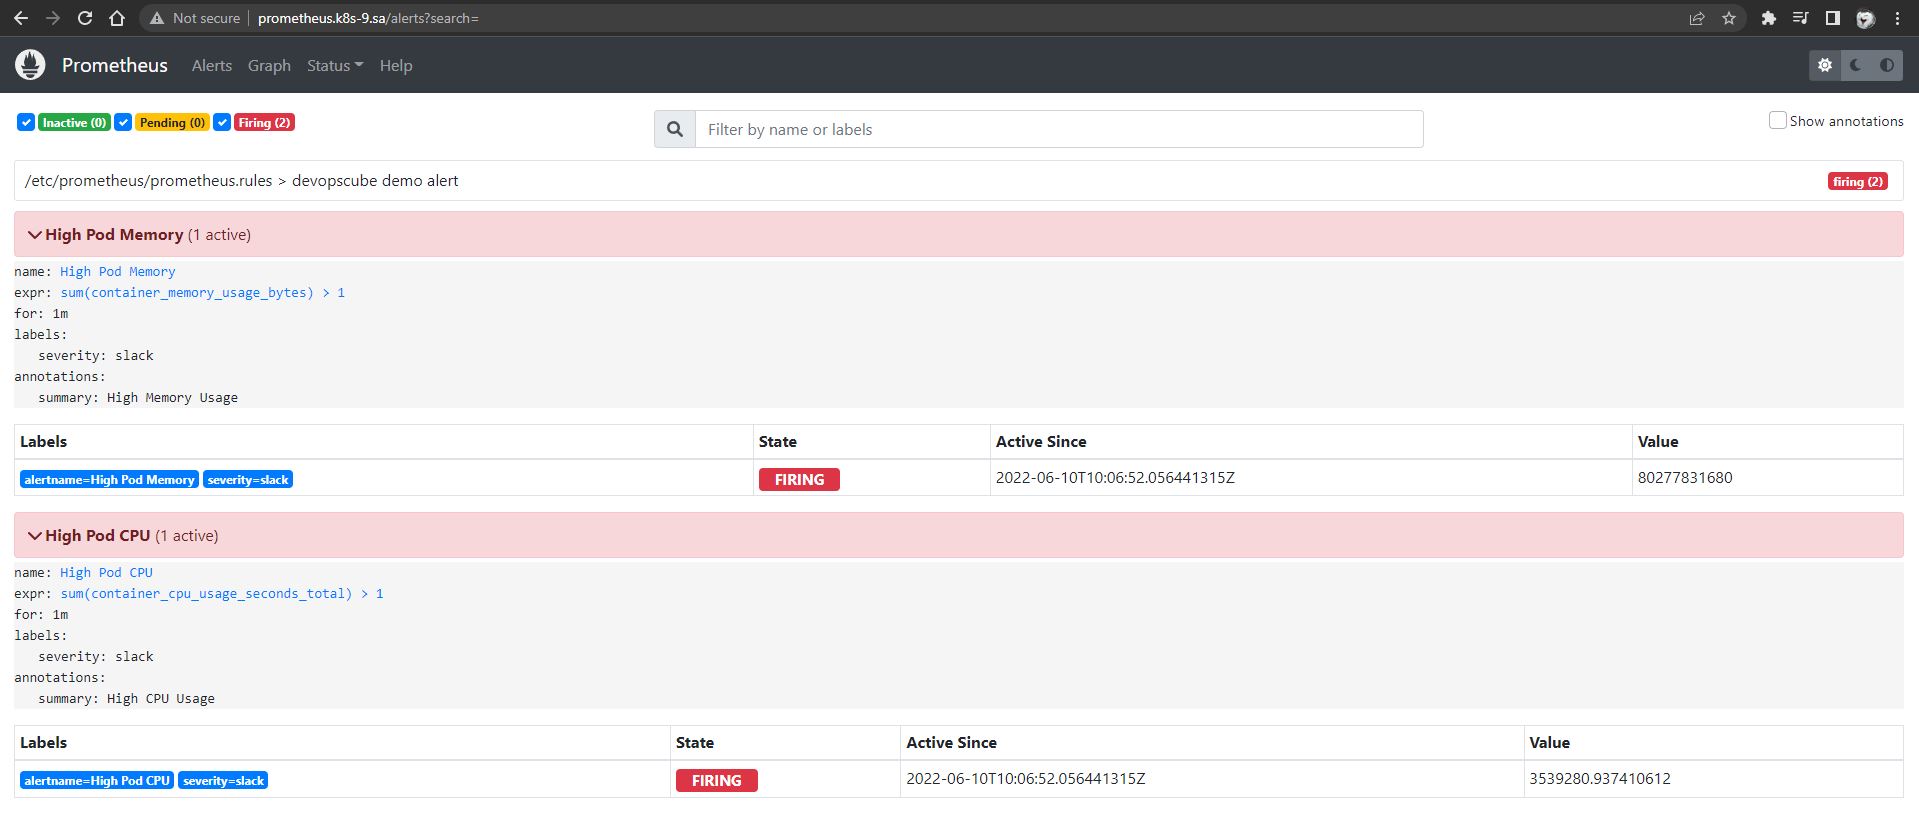 Not secure | prometheus.k8s-9.sa/alerts?search=
Prometheus Alerts Graph Status Help
Inactive (0) Pending (0) Firing (2)
Filter by name or labels
Show annotations
/etc/prometheus/prometheus.rules > devopscube demo alert
firing (2)
High Pod Memory (1 active)
name: High Pod Memory
expr: sum(container_memory_usage_bytes) > 1
for: 1m
labels:
severity: slack
annotations:
summary: High Memory Usage
Labels State Active Since Value
alertname=High Pod Memory severity=slack FIRING 2022-06-10T10:06:52.056441315Z 80277831680
High Pod CPU (1 active)
name: High Pod CPU
expr: sum(container_cpu_usage_seconds_total) > 1
for: 1m
labels:
severity: slack
annotations:
summary: High CPU Usage
Labels State Active Since Value
alertname=High Pod CPU severity=slack FIRING 2022-06-10T10:06:52.056441315Z 3539280.937410612